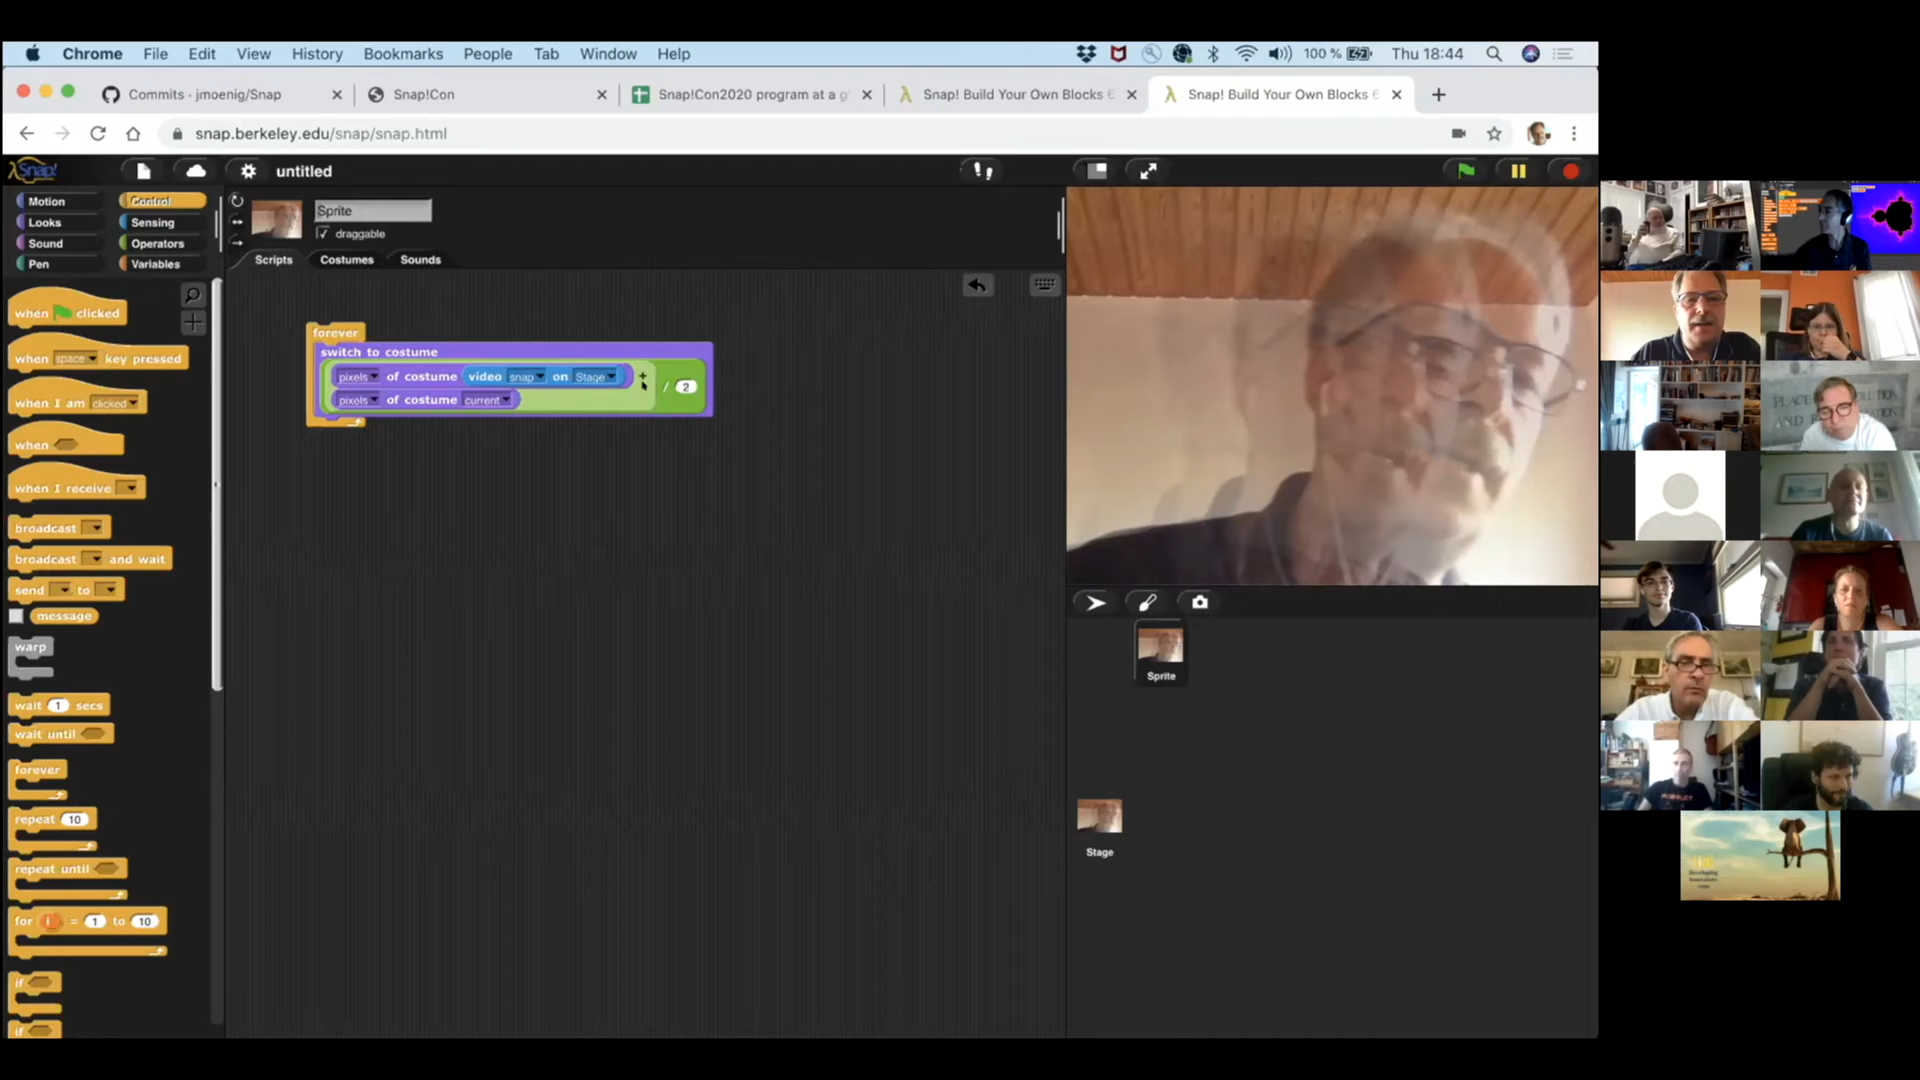 Chrome File Edit View History Bookmarks People Tab Window Help 100 % Thu 18:44
Commits · jmoenig/Snap Snap!Con Snap!Con2020 program at a g Snap! Build Your Own Blocks Snap! Build Your Own Blocks
snap.berkeley.edu/snap/snap.html
Snap! untitled
Motion Control
Looks Sensing
Sound Operators
Pen Variables
Sprite
draggable
Scripts Costumes Sounds
when clicked
when space key pressed
when I am clicked
when
when I receive
broadcast
broadcast and wait
send to
message
warp
wait 1 secs
wait until
forever
repeat 10
repeat until
for i = 1 to 10
if
if
forever
switch to costume
pixels of costume video snap on Stage +
pixels of costume current / 2
Sprite
Stage